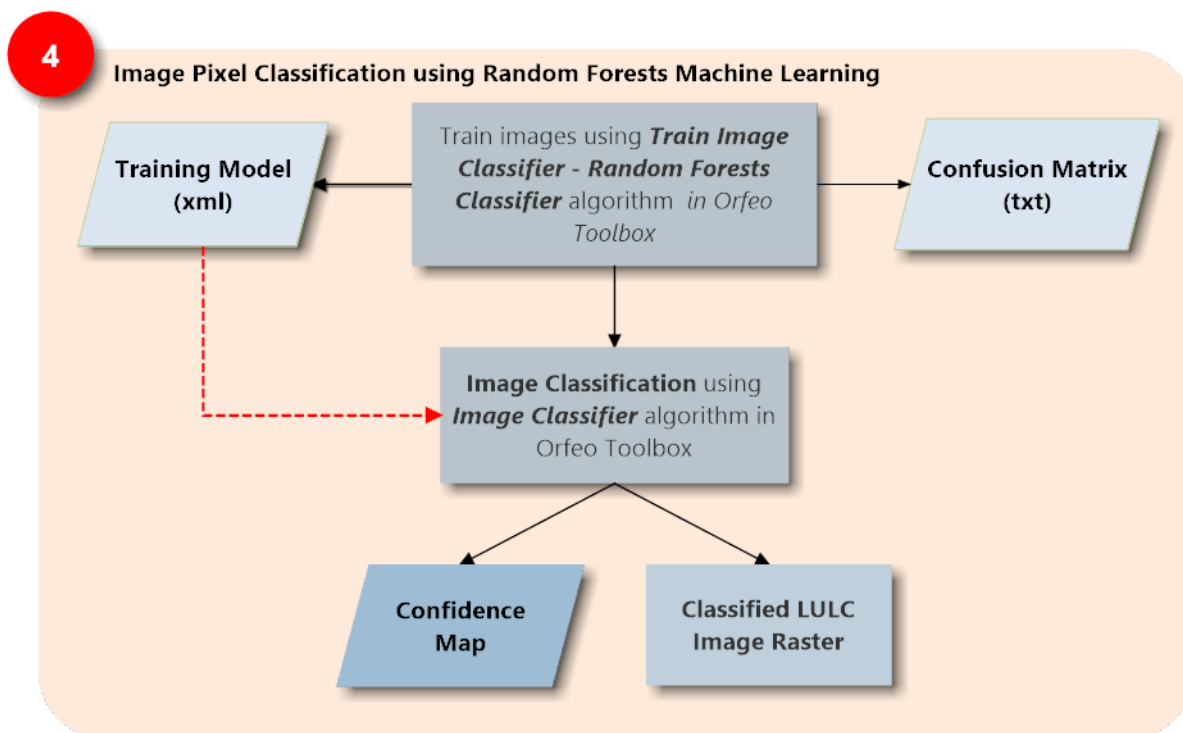 4
Image Pixel Classification using Random Forests Machine Learning
Training Model
(xml)
Train images using Train Image
Classifier - Random Forests
Classifier algorithm in Orfeo
Toolbox
Confusion Matrix
(txt)
Image Classification using
Image Classifier algorithm in
Orfeo Toolbox
Confidence
Map
Classified LULC
Image Raster